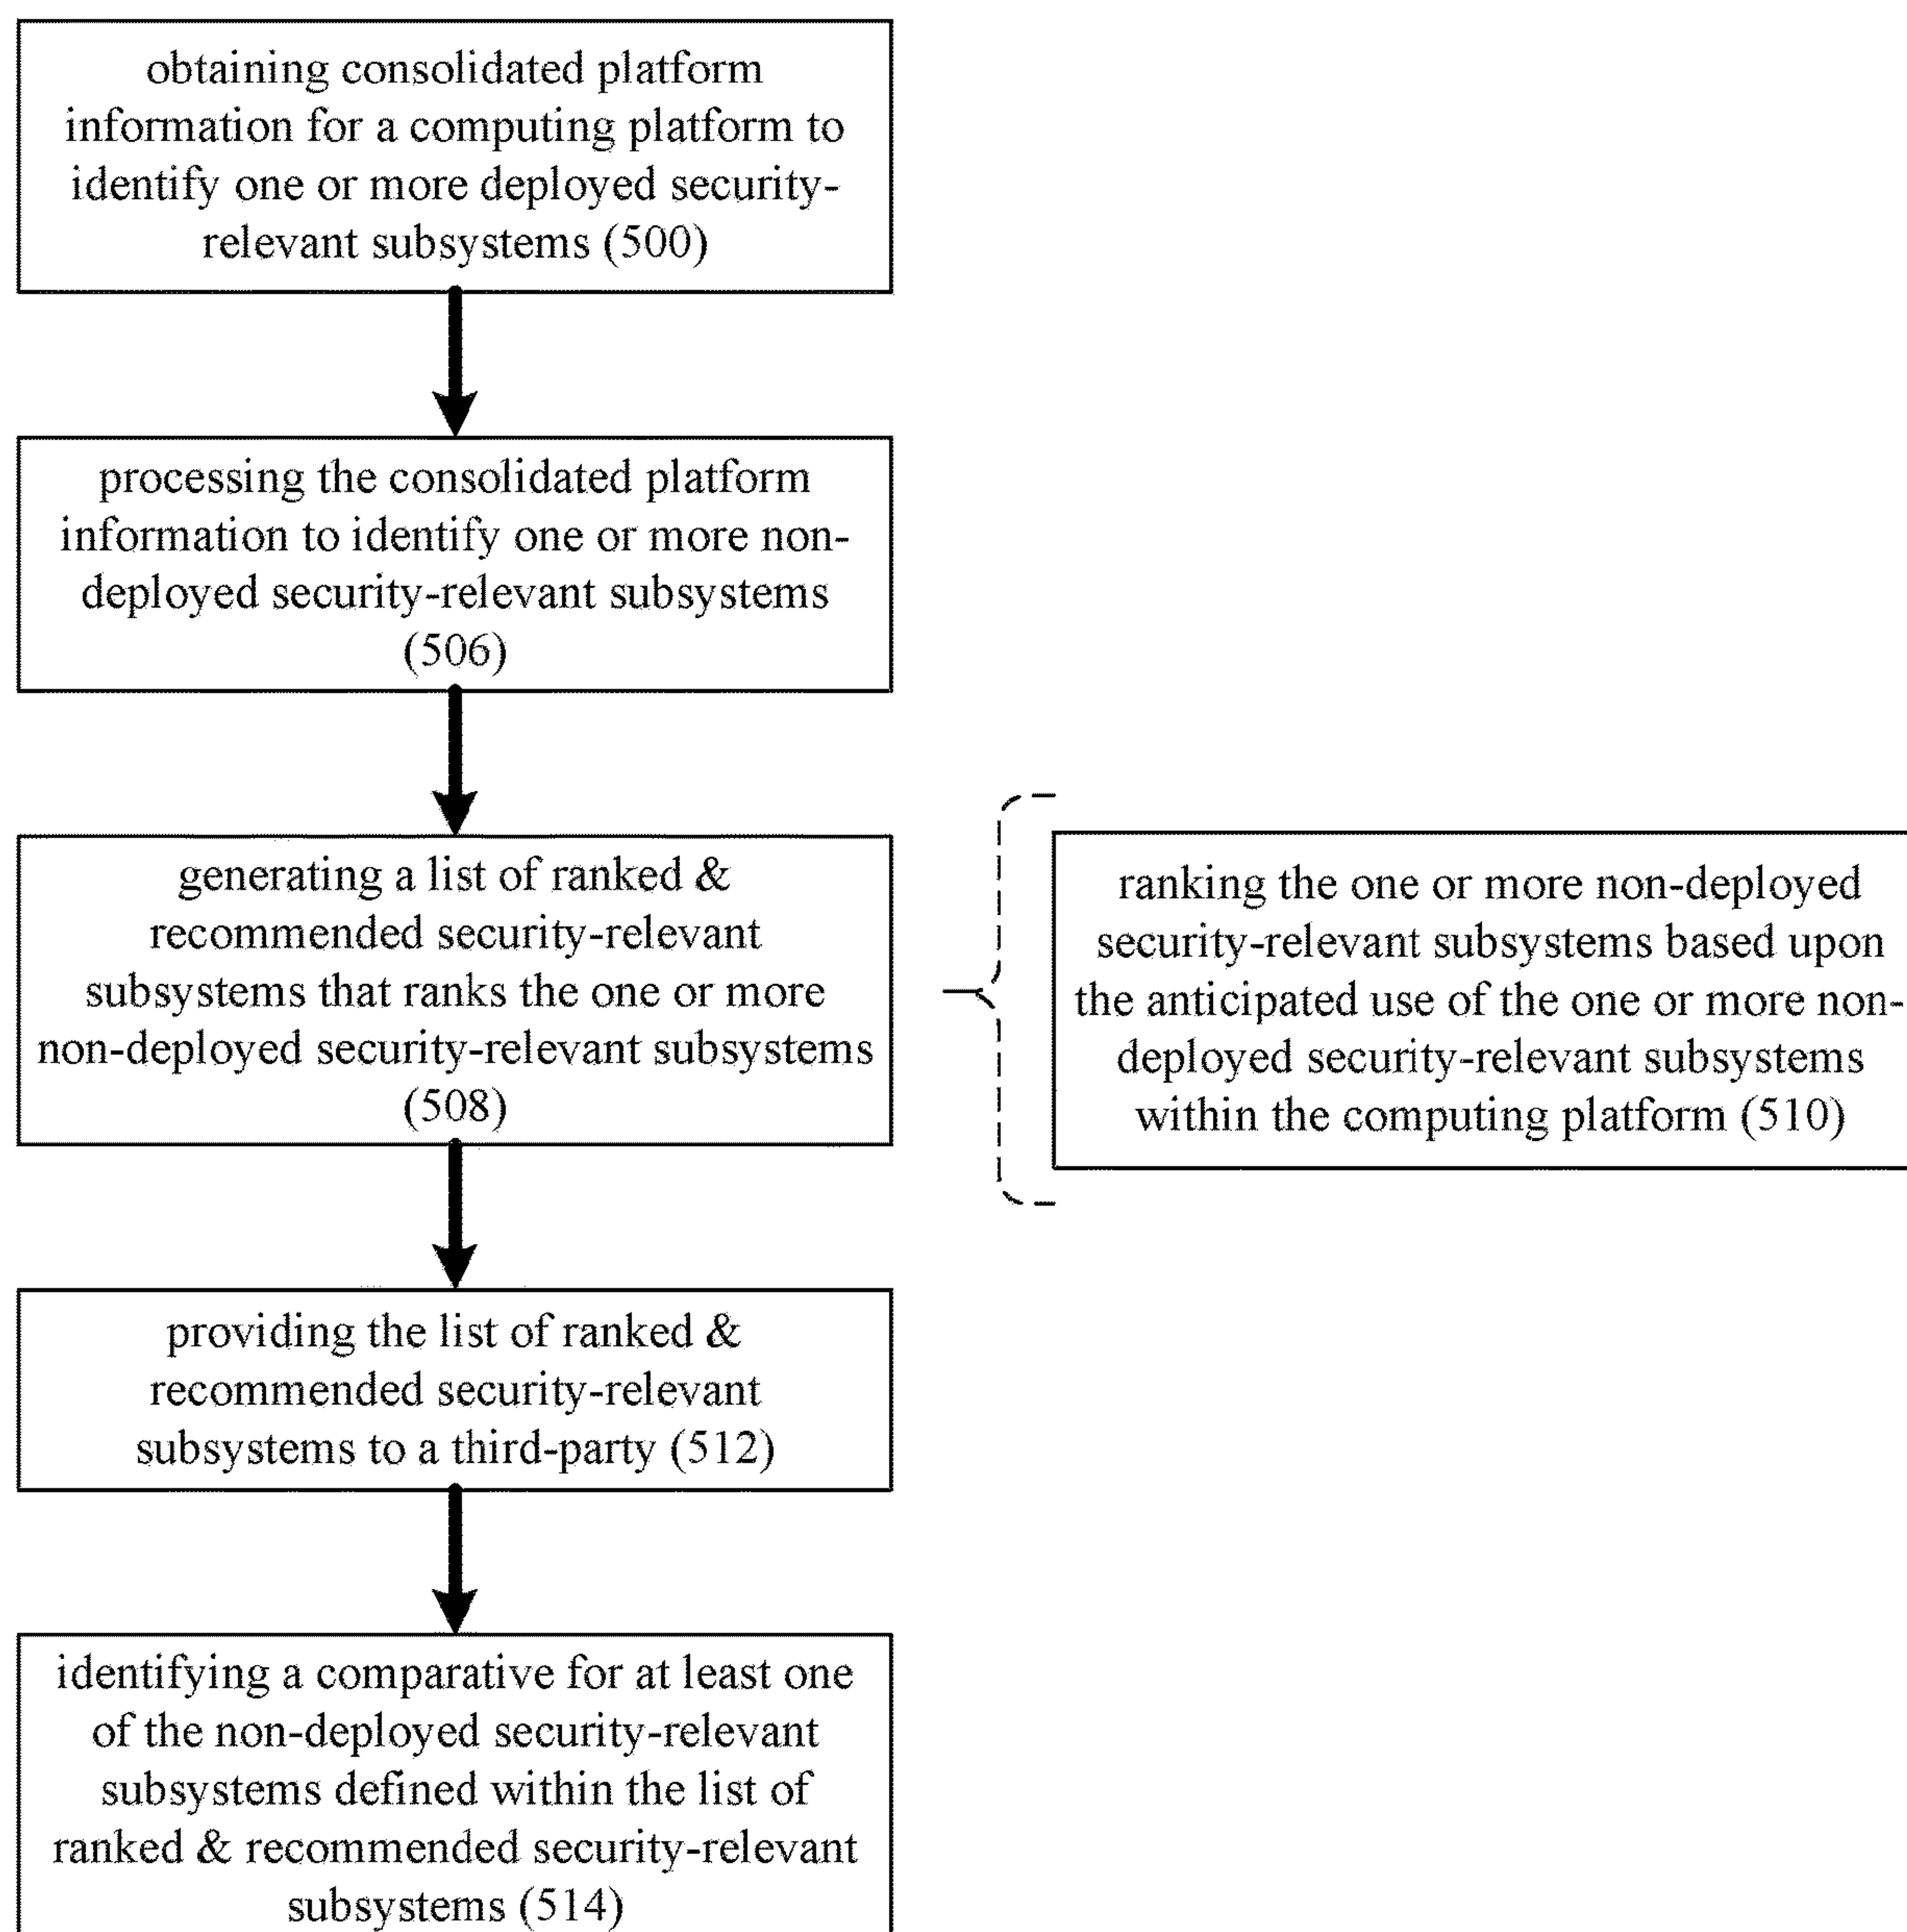 obtaining consolidated platform
information for a computing platform to
identify one or more deployed security-
relevant subsystems (500)
processing the consolidated platform
information to identify one or more non-
deployed security-relevant subsystems
(506)
generating a list of ranked &
recommended security-relevant
subsystems that ranks the one or more
non-deployed security-relevant subsystems
(508)
ranking the one or more non-deployed
security-relevant subsystems based upon
the anticipated use of the one or more non-
deployed security-relevant subsystems
within the computing platform (510)
providing the list of ranked &
recommended security-relevant
subsystems to a third-party (512)
identifying a comparative for at least one
of the non-deployed security-relevant
subsystems defined within the list of
ranked & recommended security-relevant
subsystems (514)